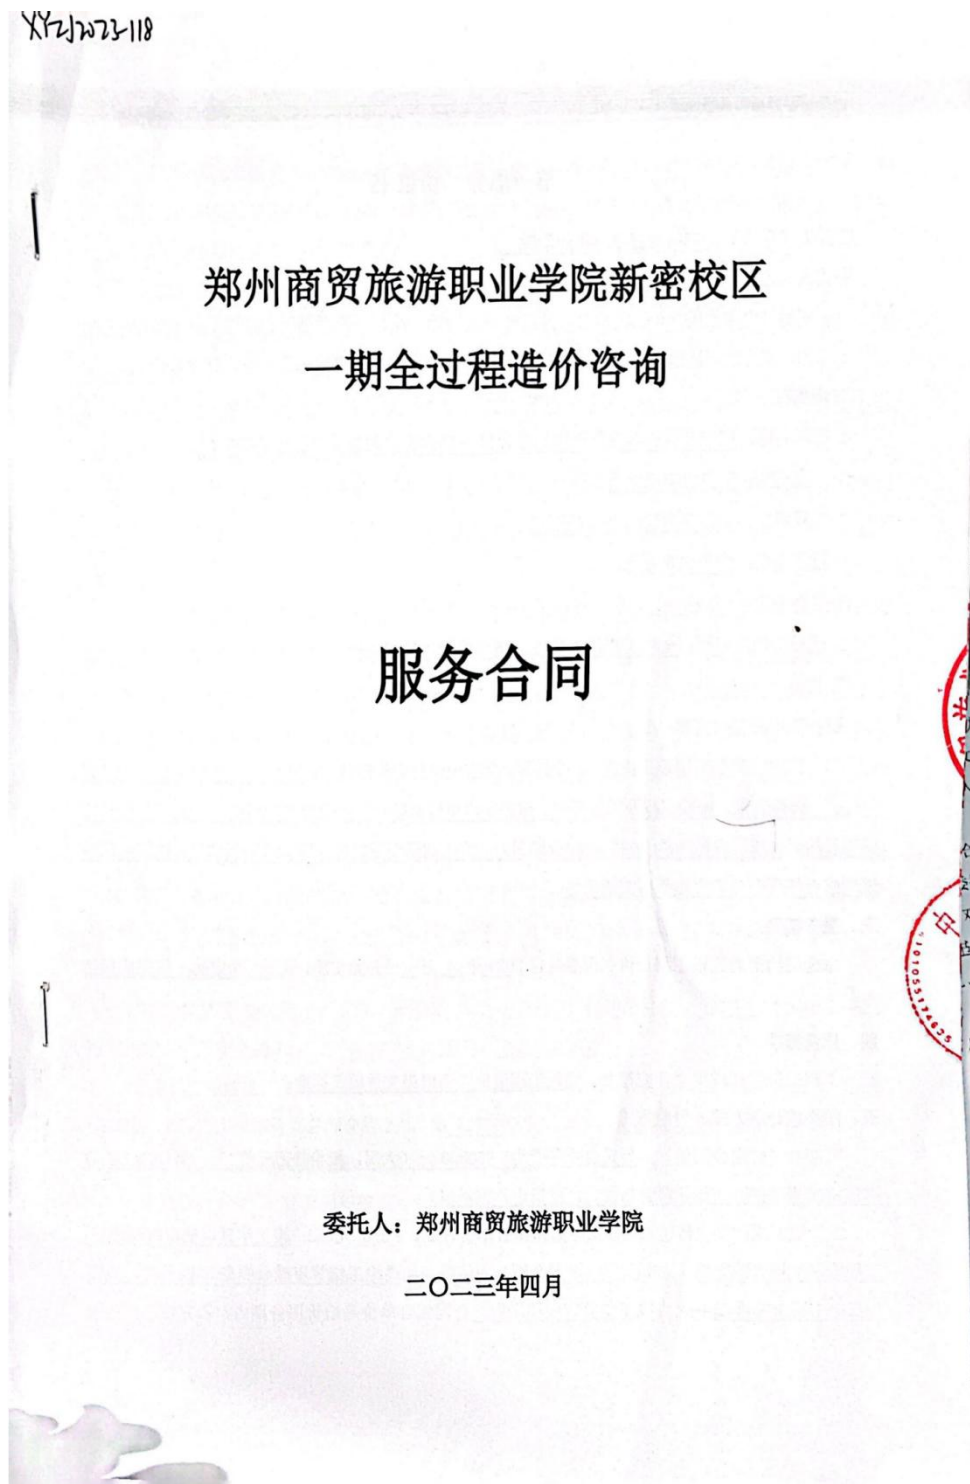 XYZJ2023-118
郑州商贸旅游职业学院新密校区
一期全过程造价咨询
服务合同
委托人：郑州商贸旅游职业学院
二〇二三年四月